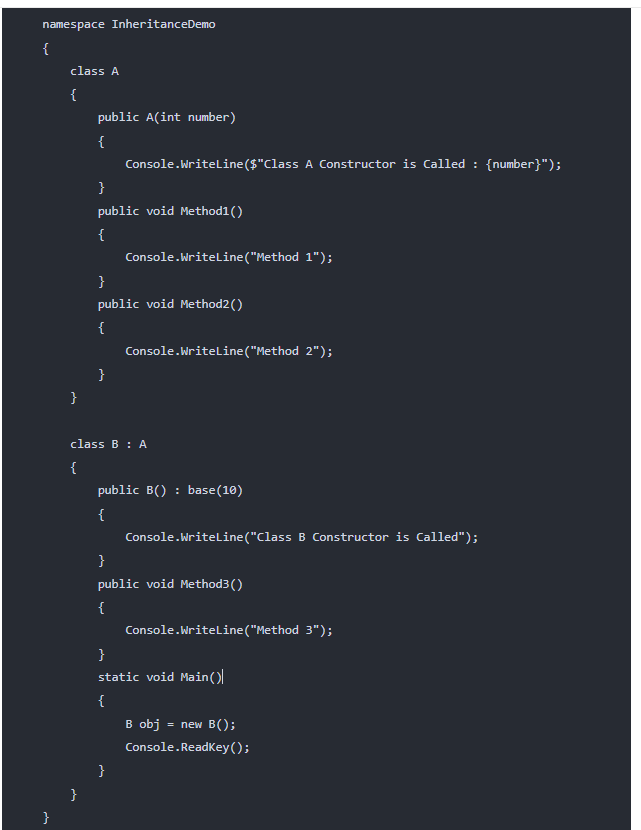 namespace InheritanceDemo
{
    class A
    {
        public A(int number)
        {
            Console.WriteLine($"Class A Constructor is Called : {number}");
        }
        public void Method1()
        {
            Console.WriteLine("Method 1");
        }
        public void Method2()
        {
            Console.WriteLine("Method 2");
        }
    }

    class B : A
    {
        public B() : base(10)
        {
            Console.WriteLine("Class B Constructor is Called");
        }
        public void Method3()
        {
            Console.WriteLine("Method 3");
        }
        static void Main()
        {
            B obj = new B();
            Console.ReadKey();
        }
    }
}